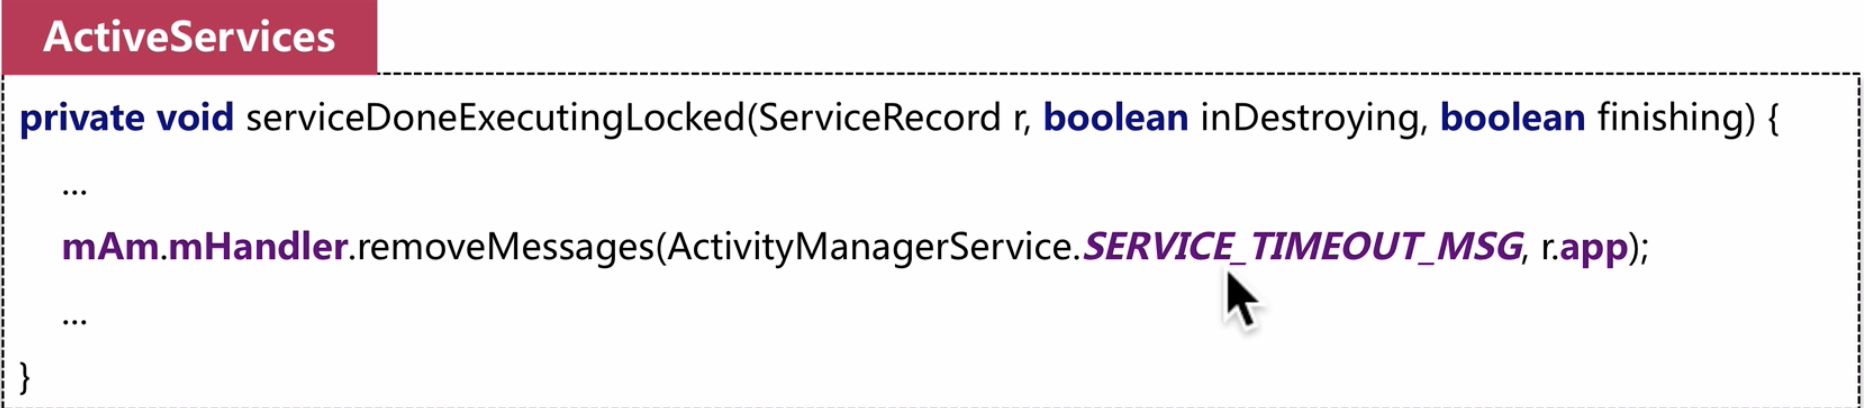 ActiveServices
private void serviceDoneExecutingLocked(ServiceRecord r, boolean inDestroying, boolean finishing) {
...
mAm.mHandler.removeMessages(ActivityManagerService.SERVICE_TIMEOUT_MSG, r.app);
...
}